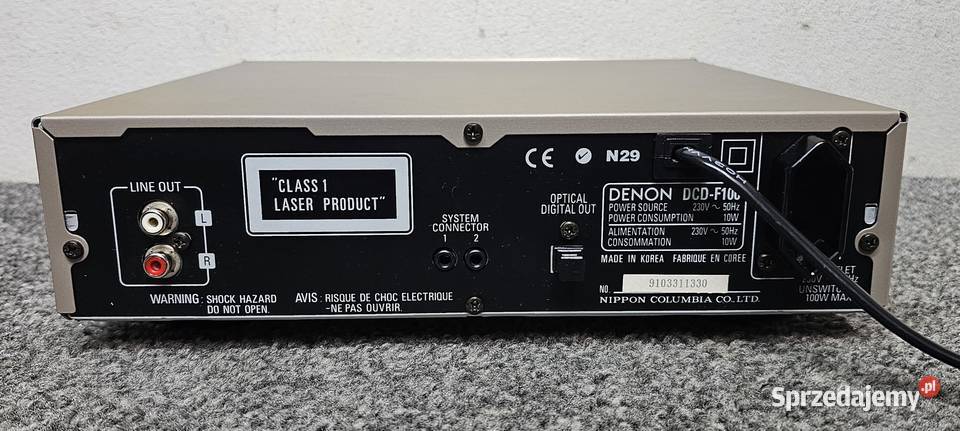 LINE OUT
L
R
"CLASS 1
LASER PRODUCT"
WARNING : SHOCK HAZARD
DO NOT OPEN.
AVIS : RISQUE DE CHOC ELECTRIQUE
-NE PAS OUVRIR.
SYSTEM
CONNECTOR
1 2
OPTICAL
DIGITAL OUT
CE N29
DENON DCD-F100
POWER SOURCE 230V ~ 50Hz
POWER CONSUMPTION 10W
ALIMENTATION 230V ~ 50Hz
CONSOMMATION 10W
MADE IN KOREA FABRIQUE EN COREE
NO. 9103311330
NIPPON COLUMBIA CO., LTD.
100W MAX
Sprzedajemy.pl